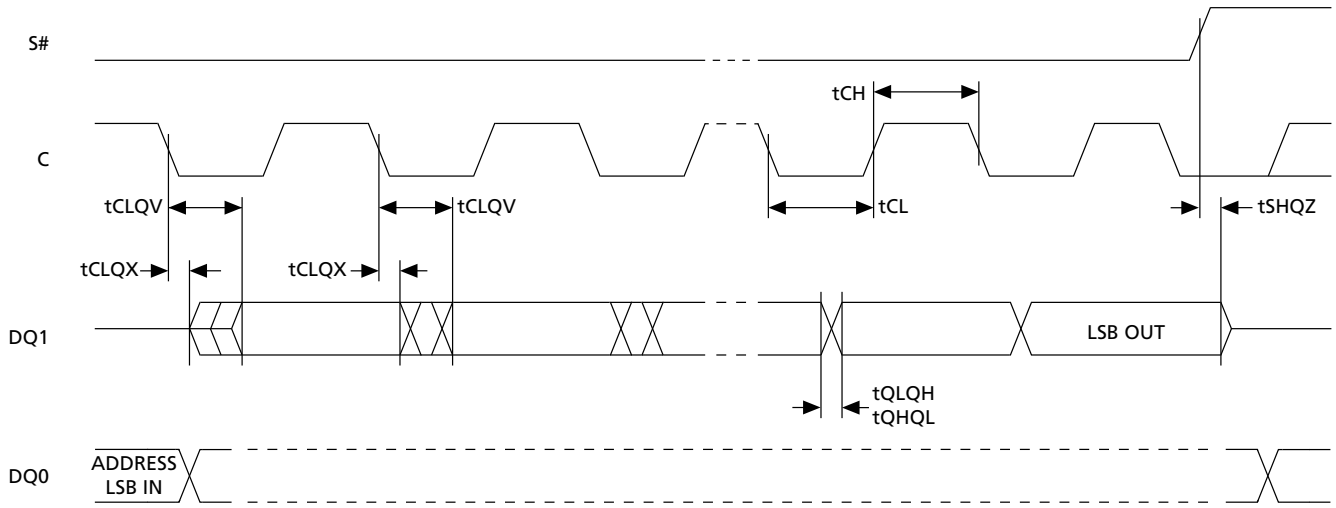 S#
tCH
C
tCLQV
tCLQV
tCL
tSHQZ
tCLQX
tCLQX
DQ1
LSB OUT
tQLQH
tQHQL
DQ0
ADDRESS
LSB IN